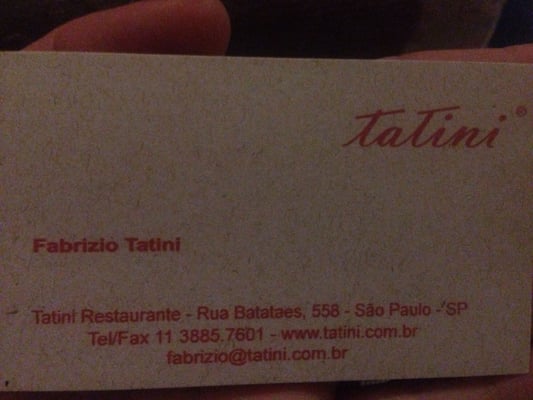 Tatini®
Fabrizio Tatini
Tatini Restaurante - Rua Batataes, 558 - São Paulo - SP
Tel/Fax 11 3885.7601 - www.tatini.com.br
fabrizio@tatini.com.br